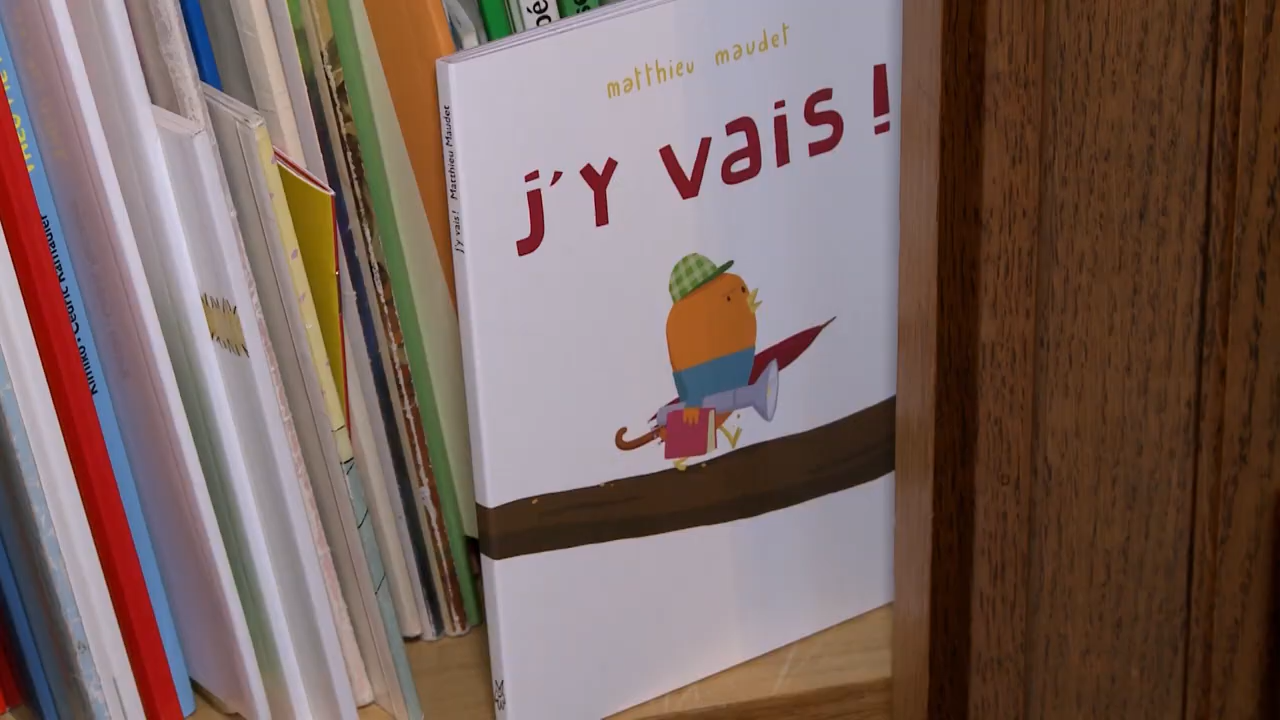 matthieu maudet
j'y vais !
j'y vais ! Matthieu Maudet
Kimiko • Cédric Ramadier